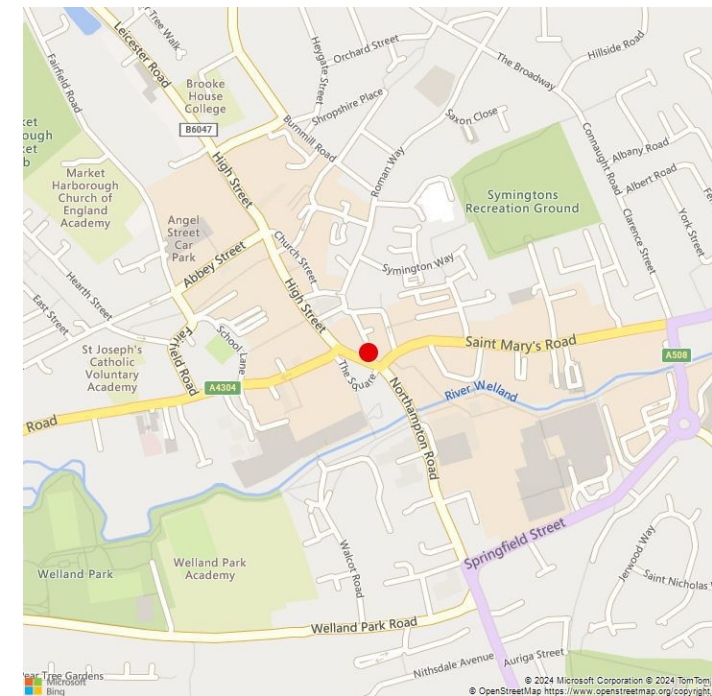 Leicester Road
r Tree Walk
Heygate Street
Orchard Street
Hillside Road
The Broadway
Fairfield Road
Brooke
House
College
Shropshire Place
Saxon Close
Burnmill Road
B6047
Connaught Road
Albany Road
Albert Road
ket
ough
ket
b
Market
Harborough
Church of
England
Academy
High Street
Roman Way
Symingtons
Recreation Ground
York Street
Clarence Street
Angel
Street
Car
Park
Church Street
Abbey Street
Symington Way
Hearth Street
East Street
High Street
School Lane
Fairfield Road
St Joseph's
Catholic
Voluntary
Academy
Saint Mary's Road
A508
The Square
A4304
River Welland
Northampton Road
Road
Springfield Street
Welland Park
Welland Park
Academy
Walcot Road
Jerwood Way
Saint Nicholas
Welland Park Road
Nithsdale Avenue
Auriga Street
ear Tree Gardens
Microsoft
Bing
© 2024 Microsoft Corporation © 2024 TomTom
© OpenStreetMap https://www.openstreetmap.org/copyright